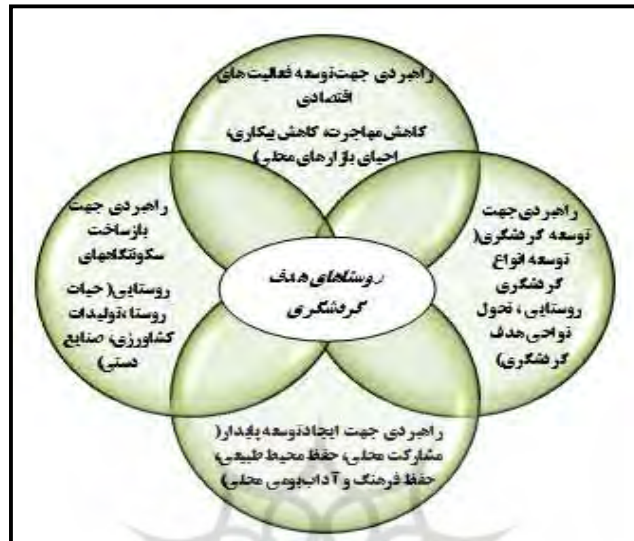 راهبردی جهت توسعه فعالیت‌های
اقتصادی
کاهش مهاجرت، کاهش بیکاری،
احیای بازارهای محلی)
راهبردی جهت
توسعه گردشگری(
توسعه انواع
گردشگری
روستایی ، تحول
نواحی هدف
گردشگری)
روستاهای هدف
گردشگری
راهبردی جهت
بازساخت
سکونتگاههای
روستایی( حیات
روستا،تولیدات
کشاورزی، صنایع
دستی)
راهبردی جهت ایجاد توسعه پایدار(
مشارکت محلی، حفظ محیط طبیعی،
حفظ فرهنگ و آداب بومی محلی)